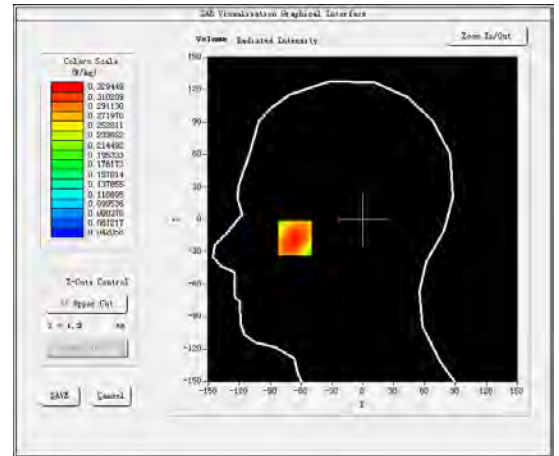 SAR Visualisation Graphical Interface
Volume Radiated Intensity
Zoom In/Out
Colors Scale
(W/kg)
0.329449
0.310289
0.291130
0.271970
0.252811
0.233652
0.214492
0.195333
0.176173
0.157014
0.137855
0.118695
0.099536
0.080376
0.061217
0.042058
150
120
90
60
30
0
-30
-60
-90
-120
-150
-150 -120 -90 -60 -30 0 30 60 90 120 150
Z-Cuts Control
Upper Cut
SAVE
Cancel